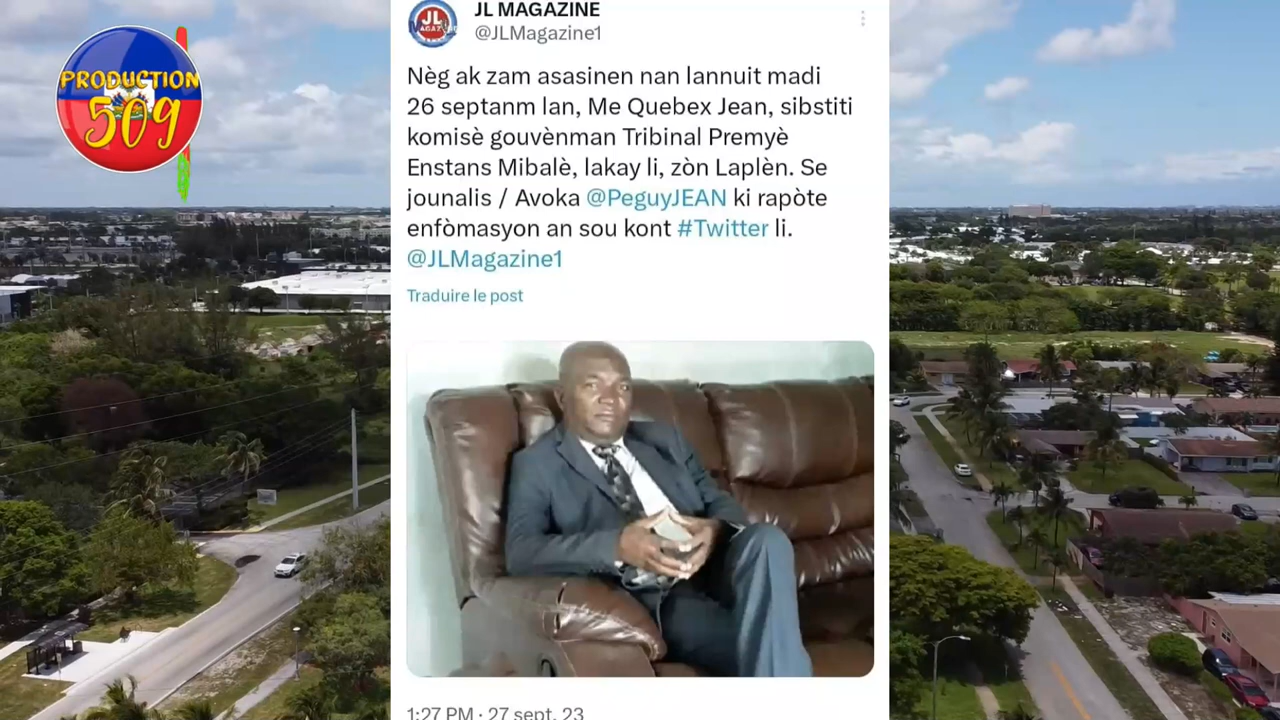 PRODUCTION
509
JL MAGAZINE
@JLMagazine1
Nèg ak zam asasinen nan lannuit madi
26 septanm lan, Me Quebex Jean, sibstiti
komisè gouvènman Tribinal Premyè
Enstans Mibalè, lakay li, zòn Laplèn. Se
jounalis / Avoka @PeguyJEAN ki rapòte
enfòmasyon an sou kont #Twitter li.
@JLMagazine1
Traduire le post
1:27 PM · 27 sept. 23